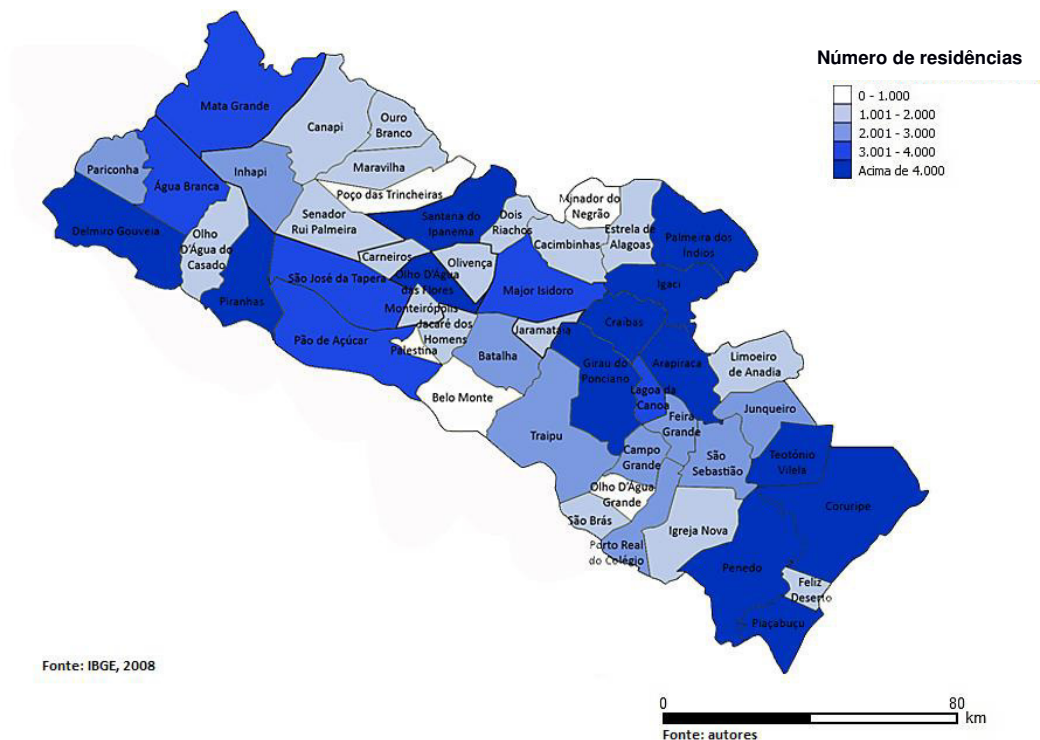 Número de residências
0 - 1.000
1.001 - 2.000
2.001 - 3.000
3.001 - 4.000
Acima de 4.000
Mata Grande
Canapi
Ouro
Branco
Maravilha
Pariconha
Água Branca
Inhapi
Poço das Trincheiras
Minador do
Negrão
Delmiro Gouveia
Olho
D'Água do
Casado
Senador
Rui Palmeira
Santana do
Ipanema
Dois
Riachos
Cacimbinhas
Estrela de
Alagoas
Palmeira dos
Índios
Carneiros
Olivença
São José da Tapera
Olho D'Água
das Flores
Major Isidoro
Igaci
Piranhas
Monteirópolis
Jacaré dos
Homens
Jaramataia
Craíbas
Pão de Açúcar
Palestina
Batalha
Girau do
Ponciano
Arapiraca
Limoeiro
de Anadia
Belo Monte
Lagoa da
Canoa
Junqueiro
Traipu
Feira
Grande
Campo
Grande
São
Sebastião
Teotônio
Vilela
Olho D'Água
Grande
Coruripe
São Brás
Igreja Nova
Porto Real
do Colégio
Penedo
Feliz
Deserto
Piaçabuçu
Fonte: IBGE, 2008
0 80
km
Fonte: autores